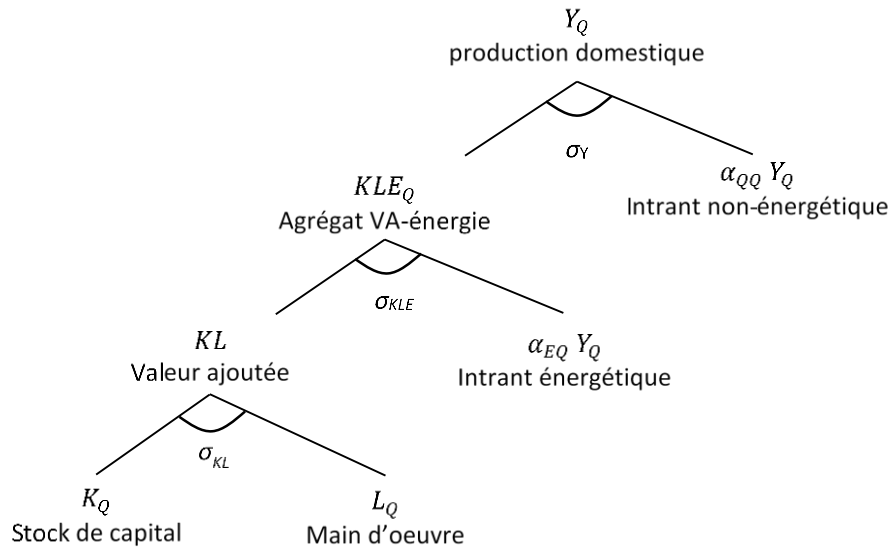 Y_Q
production domestique
σ_Y
KLE_Q
Agrégat VA-énergie
α_QQ Y_Q
Intrant non-énergétique
σ_KLE
KL
Valeur ajoutée
α_EQ Y_Q
Intrant énergétique
σ_KL
K_Q
Stock de capital
L_Q
Main d’oeuvre